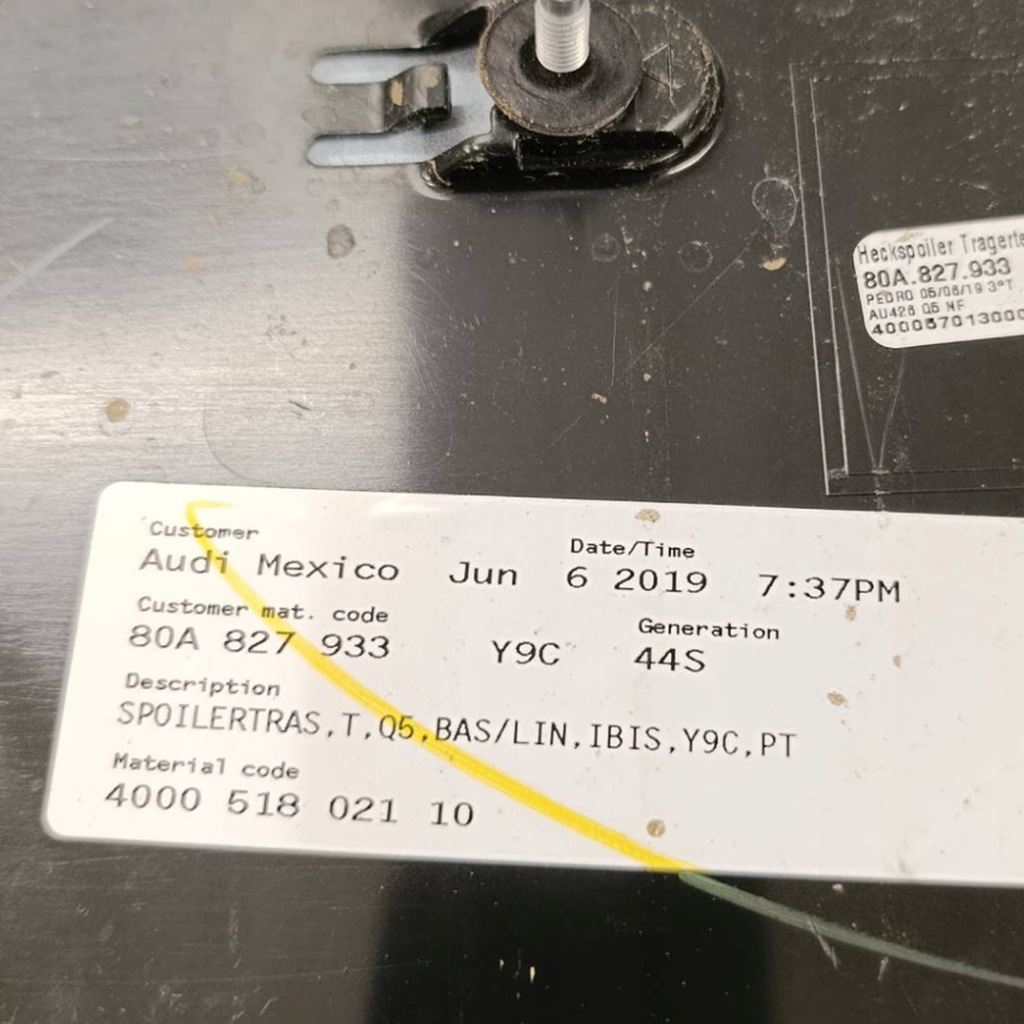 Heckspoiler
80A.827.933
PEDRO 05/06/19 3°T
AU426 Q5 NF
Customer
Date/Time
Audi Mexico Jun 6 2019 7:37PM
Customer mat. code
Generation
80A 827 933 Y9C 44S
Description
SPOILERTRAS,T,Q5,BAS/LIN,IBIS,Y9C,PT
Material code
4000 518 021 10